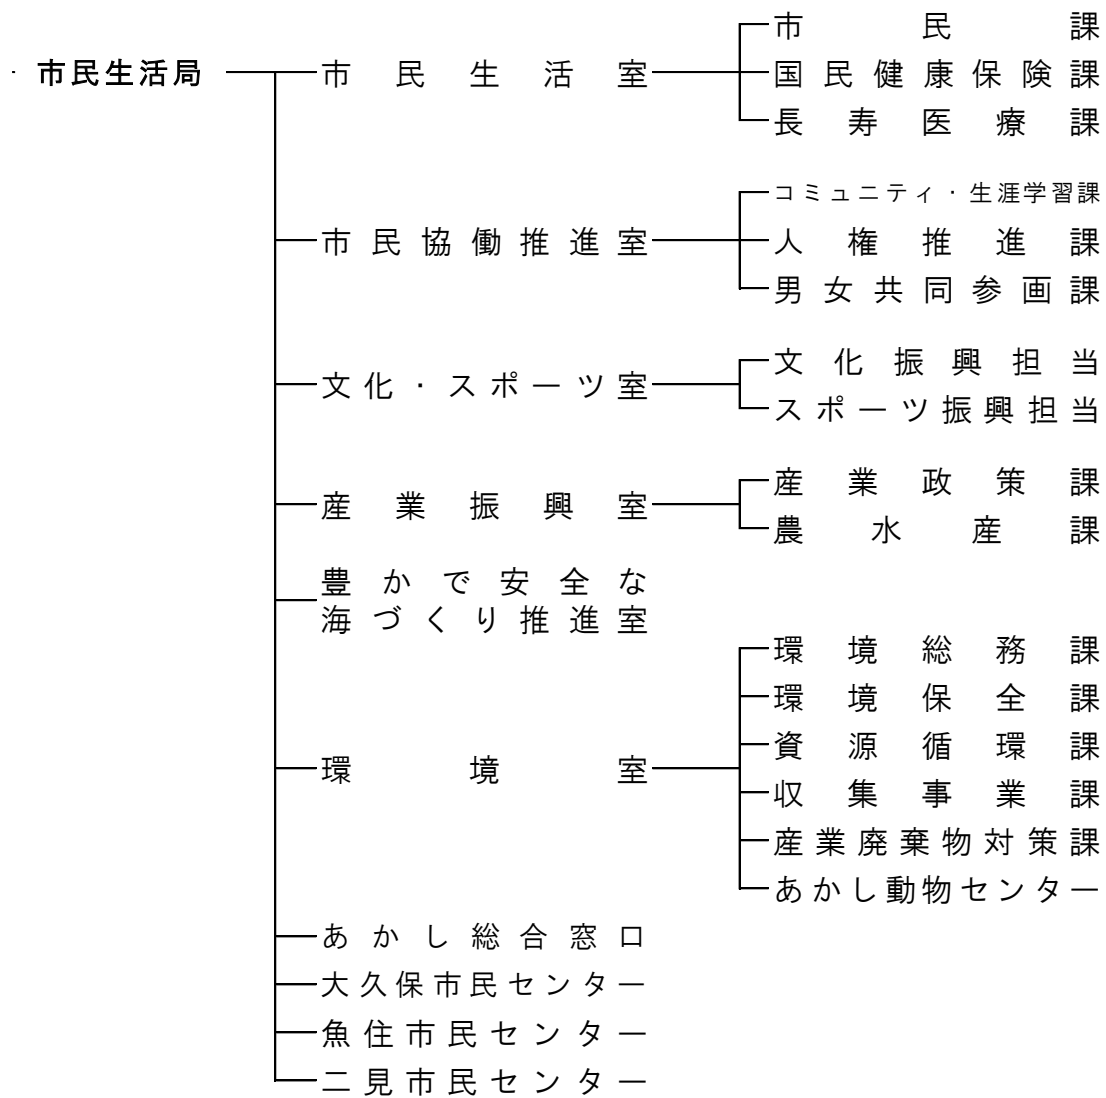 市民生活局
市民生活室
市民課
国民健康保険課
長寿医療課
市民協働推進室
コミュニティ・生涯学習課
人権推進課
男女共同参画課
文化・スポーツ室
文化振興担当
スポーツ振興担当
産業振興室
産業政策課
農水産課
豊かで安全な
海づくり推進室
環境室
環境総務課
環境保全課
資源循環課
収集事業課
産業廃棄物対策課
あかし動物センター
あかし総合窓口
大久保市民センター
魚住市民センター
二見市民センター